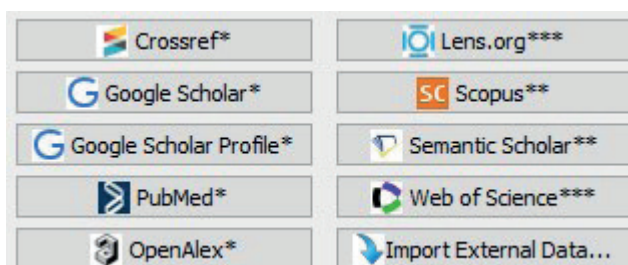 Crossref*
Lens.org***
Google Scholar*
SC Scopus**
Google Scholar Profile*
Semantic Scholar**
PubMed*
Web of Science***
OpenAlex*
Import External Data...